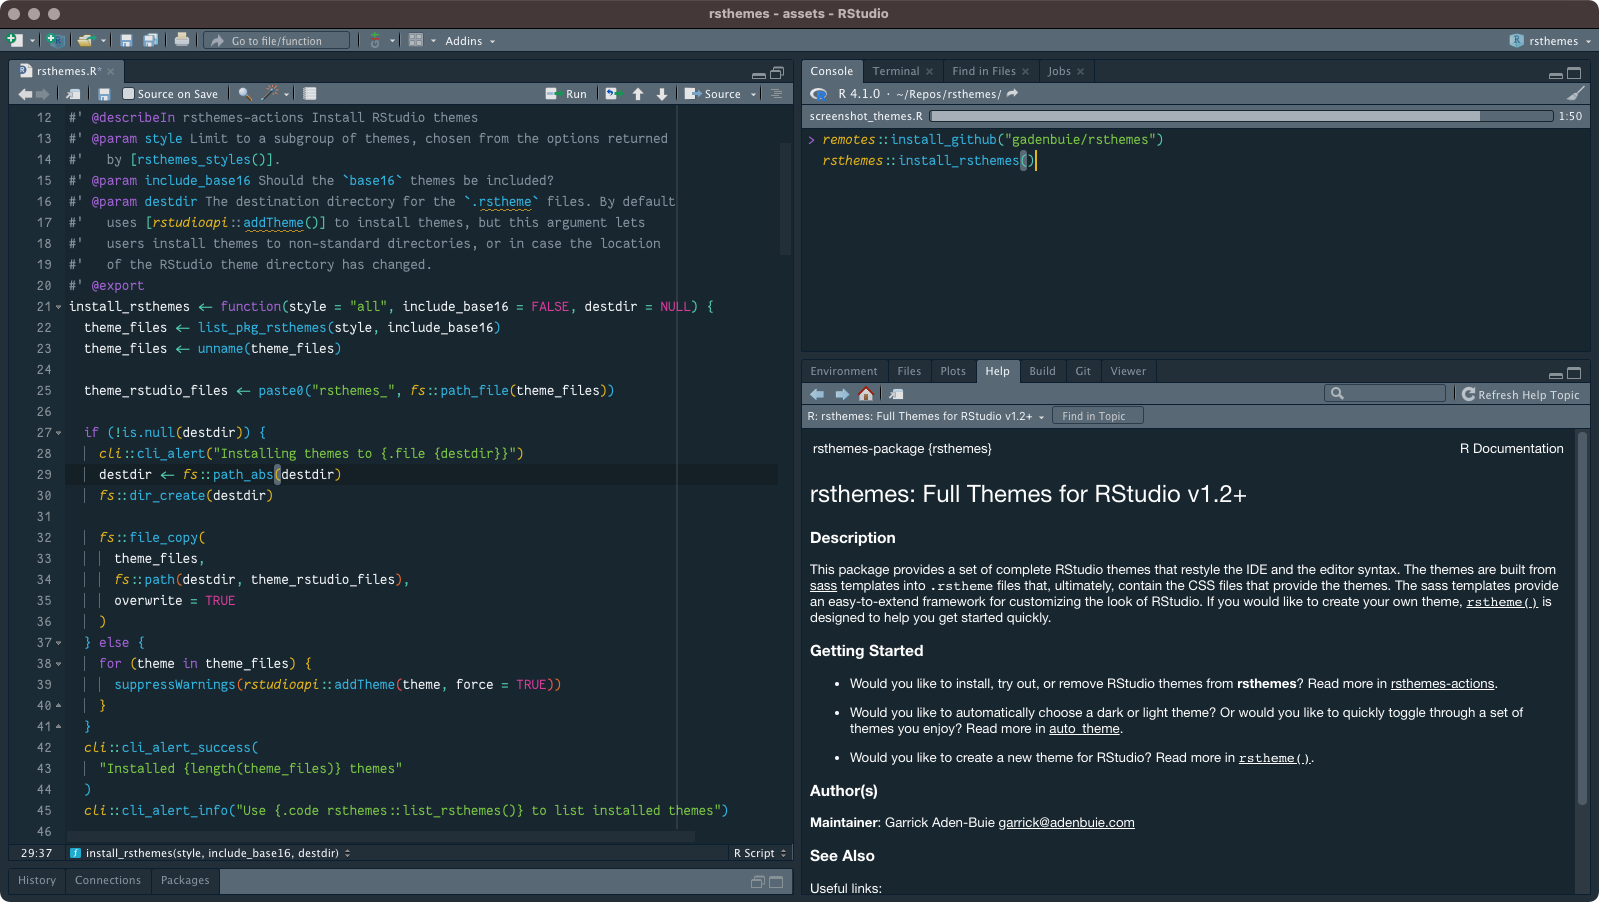 rsthemes - assets - RStudio
Go to file/function
Addins
rsthemes
rsthemes.R*
Source on Save
Run
Source
12 #' @describeIn rsthemes-actions Install RStudio themes
13 #' @param style Limit to a subgroup of themes, chosen from the options returned
14 #'   by [rsthemes_styles()].
15 #' @param include_base16 Should the `base16` themes be included?
16 #' @param destdir The destination directory for the `.rstheme` files. By default
17 #'   uses [rstudioapi::addTheme()] to install themes, but this argument lets
18 #'   users install themes to non-standard directories, or in case the location
19 #'   of the RStudio theme directory has changed.
20 #' @export
21 install_rsthemes <- function(style = "all", include_base16 = FALSE, destdir = NULL) {
22   theme_files <- list_pkg_rsthemes(style, include_base16)
23   theme_files <- unname(theme_files)
24
25   theme_rstudio_files <- paste0("rsthemes_", fs::path_file(theme_files))
26
27   if (!is.null(destdir)) {
28     cli::cli_alert("Installing themes to {.file {destdir}}")
29     destdir <- fs::path_abs(destdir)
30     fs::dir_create(destdir)
31
32     fs::file_copy(
33       theme_files,
34       fs::path(destdir, theme_rstudio_files),
35       overwrite = TRUE
36     )
37   } else {
38     for (theme in theme_files) {
39       suppressWarnings(rstudioapi::addTheme(theme, force = TRUE))
40     }
41   }
42   cli::cli_alert_success(
43     "Installed {length(theme_files)} themes"
44   )
45   cli::cli_alert_info("Use {.code rsthemes::list_rsthemes()} to list installed themes")
46
29:37 install_rsthemes(style, include_base16, destdir) R Script
History Connections Packages
Console Terminal Find in Files Jobs
R 4.1.0 · ~/Repos/rsthemes/
screenshot_themes.R 1:50
> remotes::install_github("gadenbuie/rsthemes")
rsthemes::install_rsthemes()
Environment Files Plots Help Build Git Viewer
Refresh Help Topic
R: rsthemes: Full Themes for RStudio v1.2+ Find in Topic
rsthemes-package {rsthemes} R Documentation
rsthemes: Full Themes for RStudio v1.2+
Description
This package provides a set of complete RStudio themes that restyle the IDE and the editor syntax. The themes are built from
sass templates into .rstheme files that, ultimately, contain the CSS files that provide the themes. The sass templates provide
an easy-to-extend framework for customizing the look of RStudio. If you would like to create your own theme, rstheme() is
designed to help you get started quickly.
Getting Started
• Would you like to install, try out, or remove RStudio themes from rsthemes? Read more in rsthemes-actions.
• Would you like to automatically choose a dark or light theme? Or would you like to quickly toggle through a set of
themes you enjoy? Read more in auto_theme.
• Would you like to create a new theme for RStudio? Read more in rstheme().
Author(s)
Maintainer: Garrick Aden-Buie garrick@adenbuie.com
See Also
Useful links: